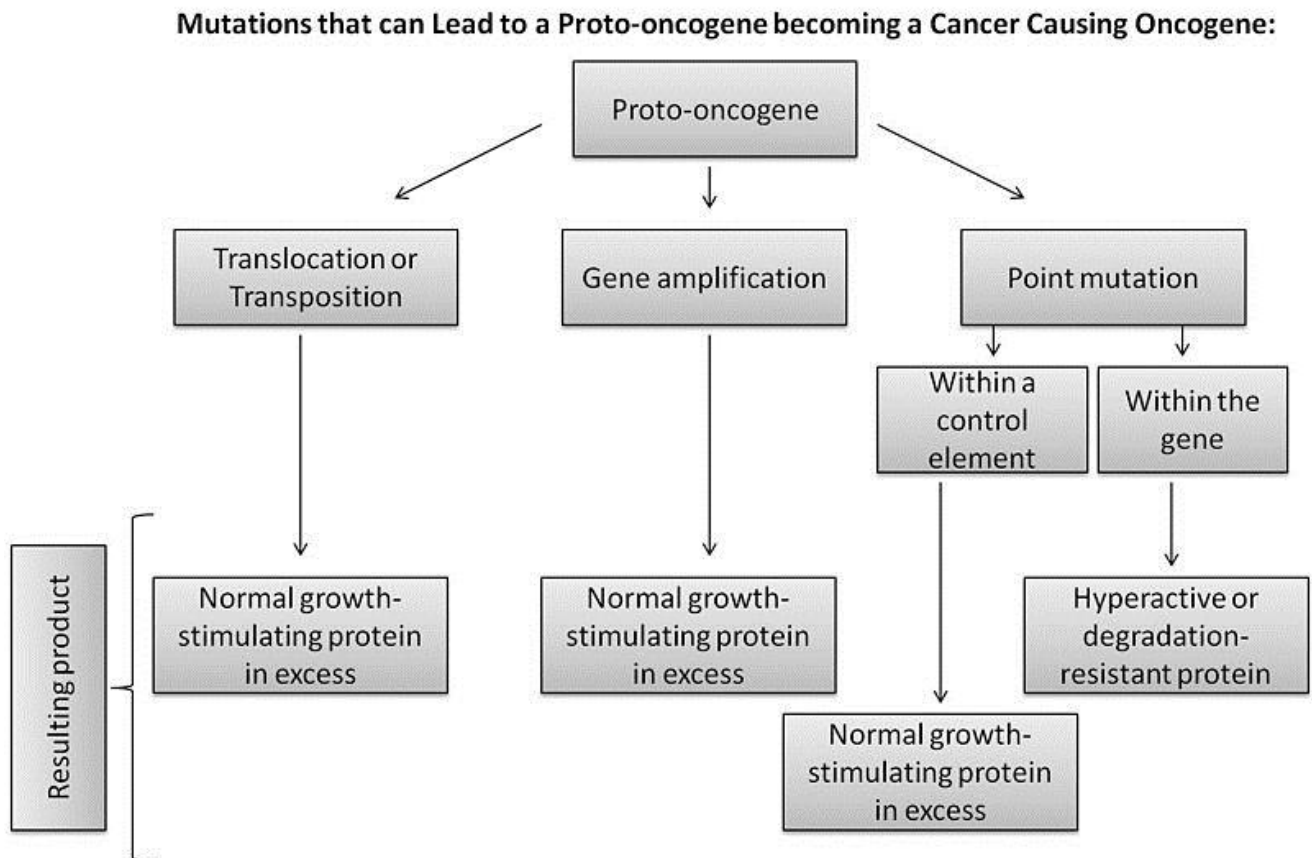 Mutations that can Lead to a Proto-oncogene becoming a Cancer Causing Oncogene:
Proto-oncogene
Translocation or
Transposition
Gene amplification
Point mutation
Within a
control
element
Within the
gene
Resulting product
Normal growth-
stimulating protein
in excess
Normal growth-
stimulating protein
in excess
Hyperactive or
degradation-
resistant protein
Normal growth-
stimulating protein
in excess